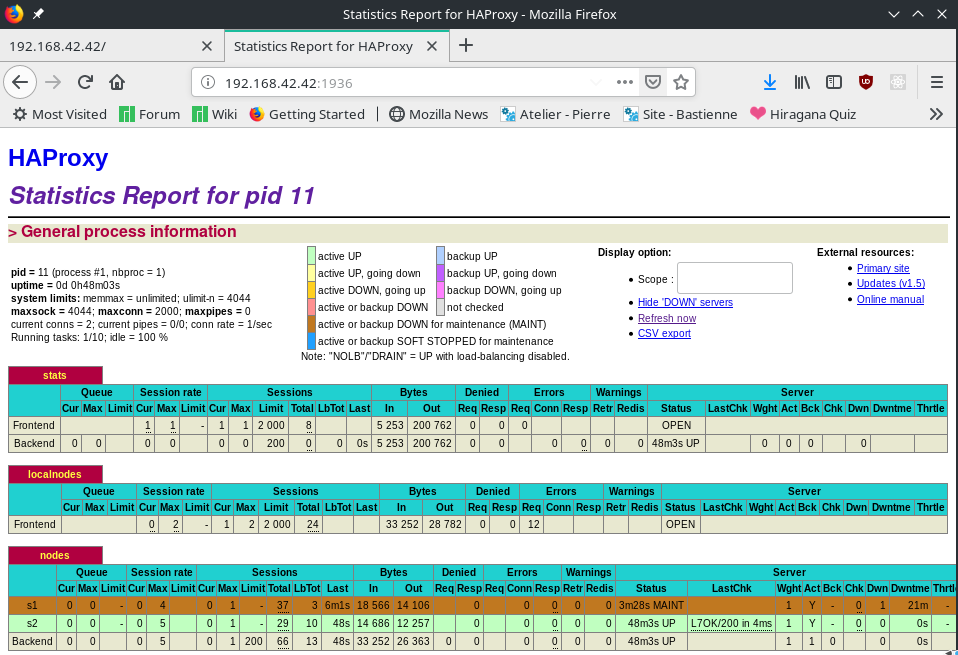 Statistics Report for HAProxy - Mozilla Firefox
192.168.42.42/ Statistics Report for HAProxy
192.168.42.42:1936
Most Visited Forum Wiki Getting Started Mozilla News Atelier - Pierre Site - Bastienne Hiragana Quiz
HAProxy
Statistics Report for pid 11
> General process information
pid = 11 (process #1, nbproc = 1)
uptime = 0d 0h48m03s
system limits: memmax = unlimited; ulimit-n = 4044
maxsock = 4044; maxconn = 2000; maxpipes = 0
current conns = 2; current pipes = 0/0; conn rate = 1/sec
Running tasks: 1/10; idle = 100 %
active UP backup UP
active UP, going down backup UP, going down
active DOWN, going up backup DOWN, going up
active or backup DOWN not checked
active or backup DOWN for maintenance (MAINT)
active or backup SOFT STOPPED for maintenance
Note: "NOLB"/"DRAIN" = UP with load-balancing disabled.
Display option:
• Scope :
• Hide 'DOWN' servers
• Refresh now
• CSV export
External resources:
• Primary site
• Updates (v1.5)
• Online manual
stats
Queue Session rate Sessions Bytes Denied Errors Warnings Server
Cur Max Limit Cur Max Limit Cur Max Limit Total LbTot Last In Out Req Resp Req Conn Resp Retr Redis Status LastChk Wght Act Bck Chk Dwn Dwntme Thrtle
Frontend 1 1 - 1 1 2 000 8 5 253 200 762 0 0 0 OPEN
Backend 0 0 0 0 0 0 200 0 0 0s 5 253 200 762 0 0 0 0 0 0 48m3s UP 0 0 0 0
localnodes
Queue Session rate Sessions Bytes Denied Errors Warnings Server
Cur Max Limit Cur Max Limit Cur Max Limit Total LbTot Last In Out Req Resp Req Conn Resp Retr Redis Status LastChk Wght Act Bck Chk Dwn Dwntme Thrtle
Frontend 0 2 - 1 2 2 000 24 33 252 28 782 0 0 12 OPEN
nodes
Queue Session rate Sessions Bytes Denied Errors Warnings Server
Cur Max Limit Cur Max Limit Cur Max Limit Total LbTot Last In Out Req Resp Req Conn Resp Retr Redis Status LastChk Wght Act Bck Chk Dwn Dwntme Thrtl
s1 0 0 - 0 4 0 1 - 37 3 6m1s 18 566 14 106 0 0 0 0 0 3m28s MAINT 1 Y - 0 1 21m -
s2 0 0 - 0 5 0 1 - 29 10 48s 14 686 12 257 0 0 0 0 0 48m3s UP L7OK/200 in 4ms 1 Y - 0 0 0s -
Backend 0 0 0 5 0 1 200 66 13 48s 33 252 26 363 0 0 0 0 0 0 48m3s UP 1 1 0 0 0s